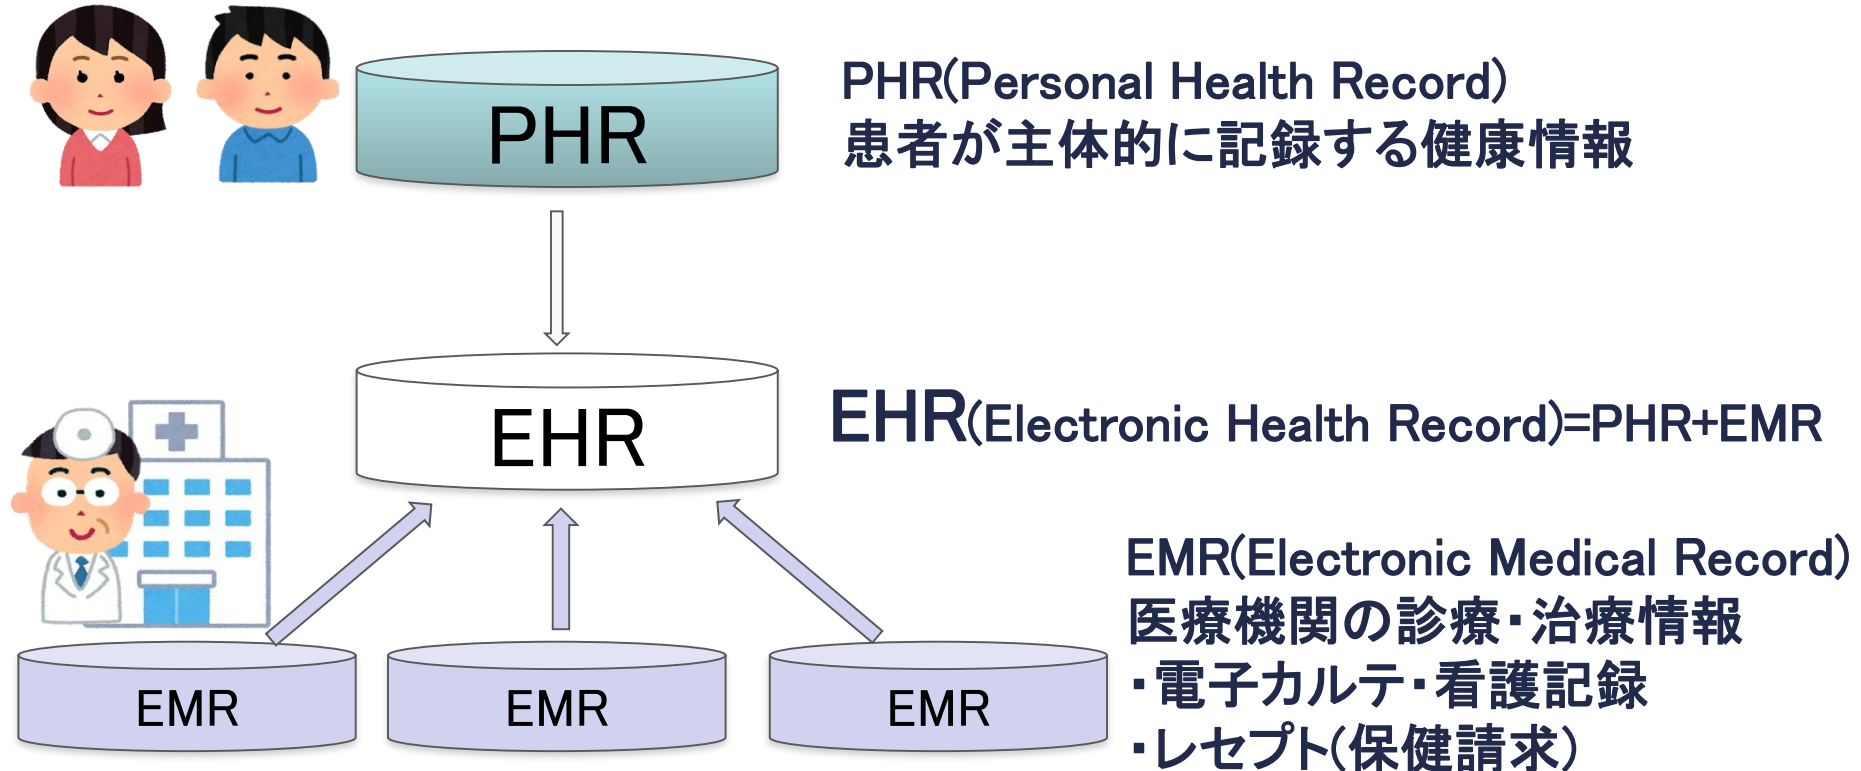 PHR
PHR(Personal Health Record)
患者が主体的に記録する健康情報
EHR
EHR(Electronic Health Record)=PHR+EMR
EMR(Electronic Medical Record)
医療機関の診療・治療情報
・電子カルテ・看護記録
・レセプト(保健請求)
EMR
EMR
EMR